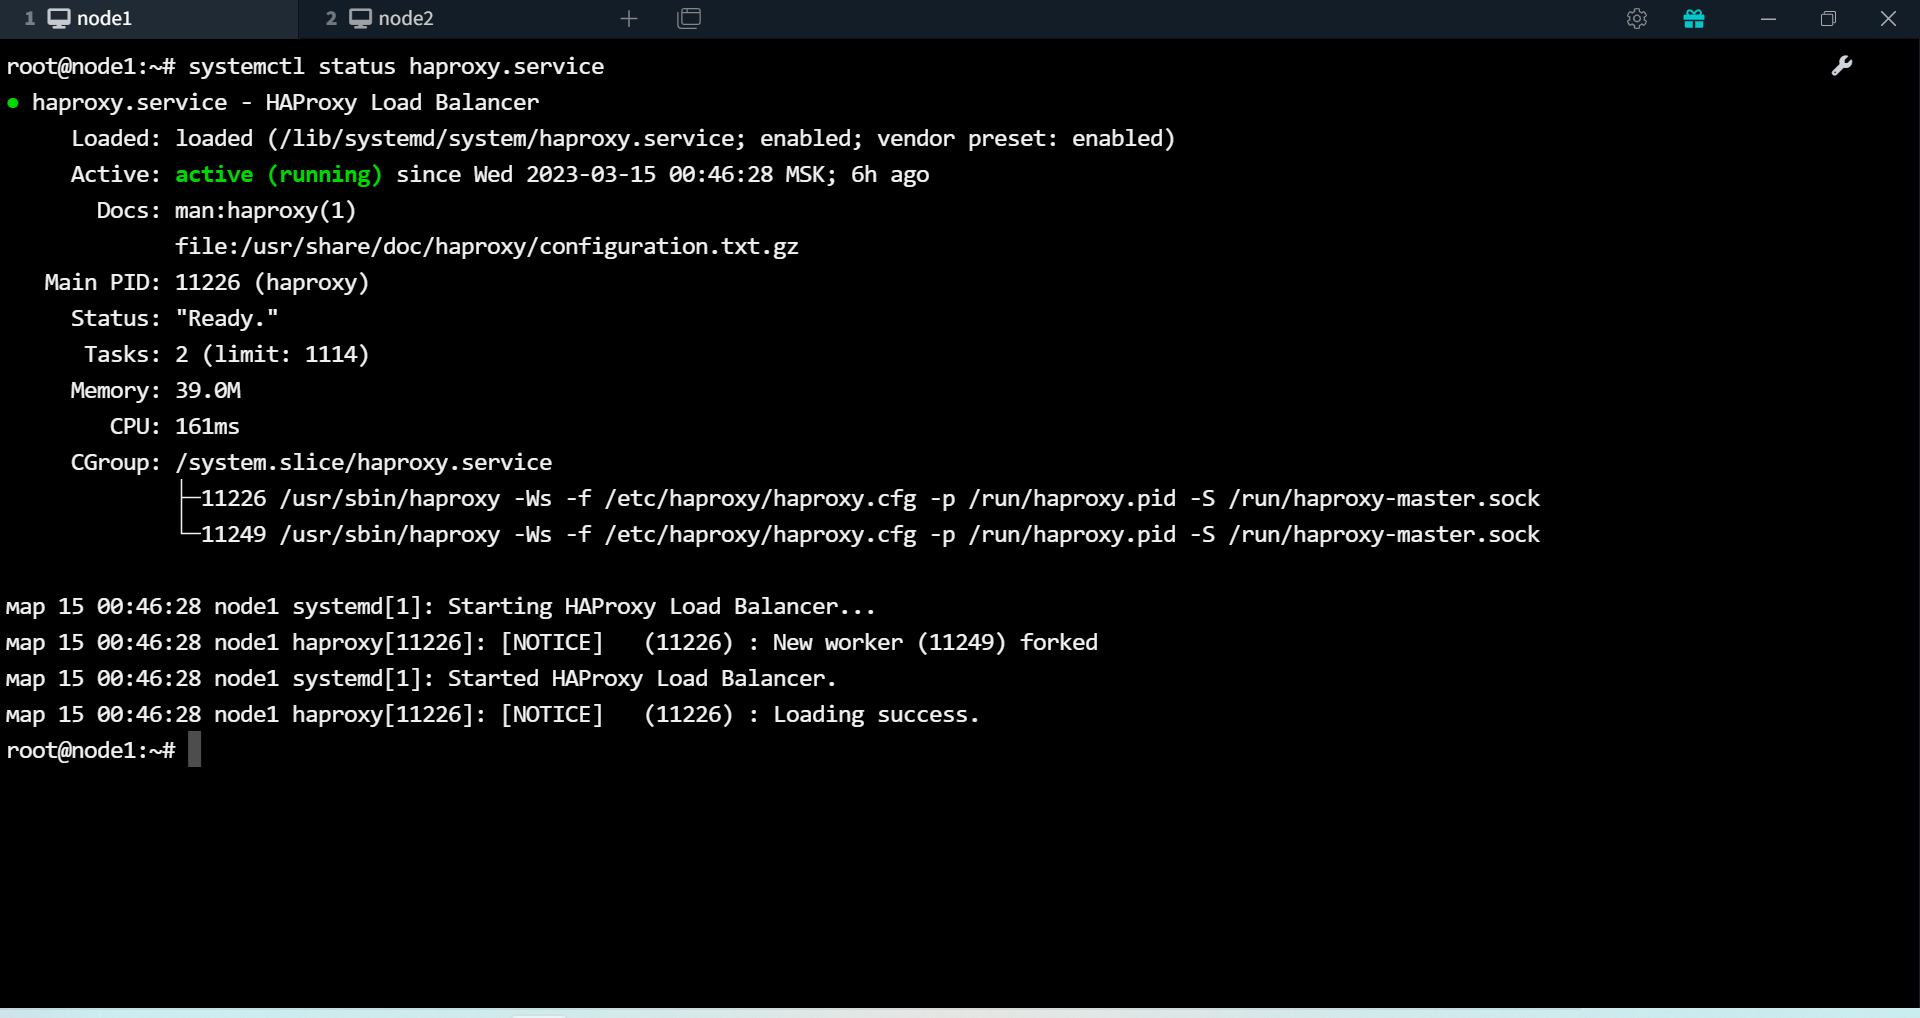 1 node1 2 node2
root@node1:~# systemctl status haproxy.service
● haproxy.service - HAProxy Load Balancer
     Loaded: loaded (/lib/systemd/system/haproxy.service; enabled; vendor preset: enabled)
     Active: active (running) since Wed 2023-03-15 00:46:28 MSK; 6h ago
       Docs: man:haproxy(1)
             file:/usr/share/doc/haproxy/configuration.txt.gz
   Main PID: 11226 (haproxy)
     Status: "Ready."
      Tasks: 2 (limit: 1114)
     Memory: 39.0M
        CPU: 161ms
     CGroup: /system.slice/haproxy.service
             ├─11226 /usr/sbin/haproxy -Ws -f /etc/haproxy/haproxy.cfg -p /run/haproxy.pid -S /run/haproxy-master.sock
             └─11249 /usr/sbin/haproxy -Ws -f /etc/haproxy/haproxy.cfg -p /run/haproxy.pid -S /run/haproxy-master.sock
мар 15 00:46:28 node1 systemd[1]: Starting HAProxy Load Balancer...
мар 15 00:46:28 node1 haproxy[11226]: [NOTICE]   (11226) : New worker (11249) forked
мар 15 00:46:28 node1 systemd[1]: Started HAProxy Load Balancer.
мар 15 00:46:28 node1 haproxy[11226]: [NOTICE]   (11226) : Loading success.
root@node1:~#